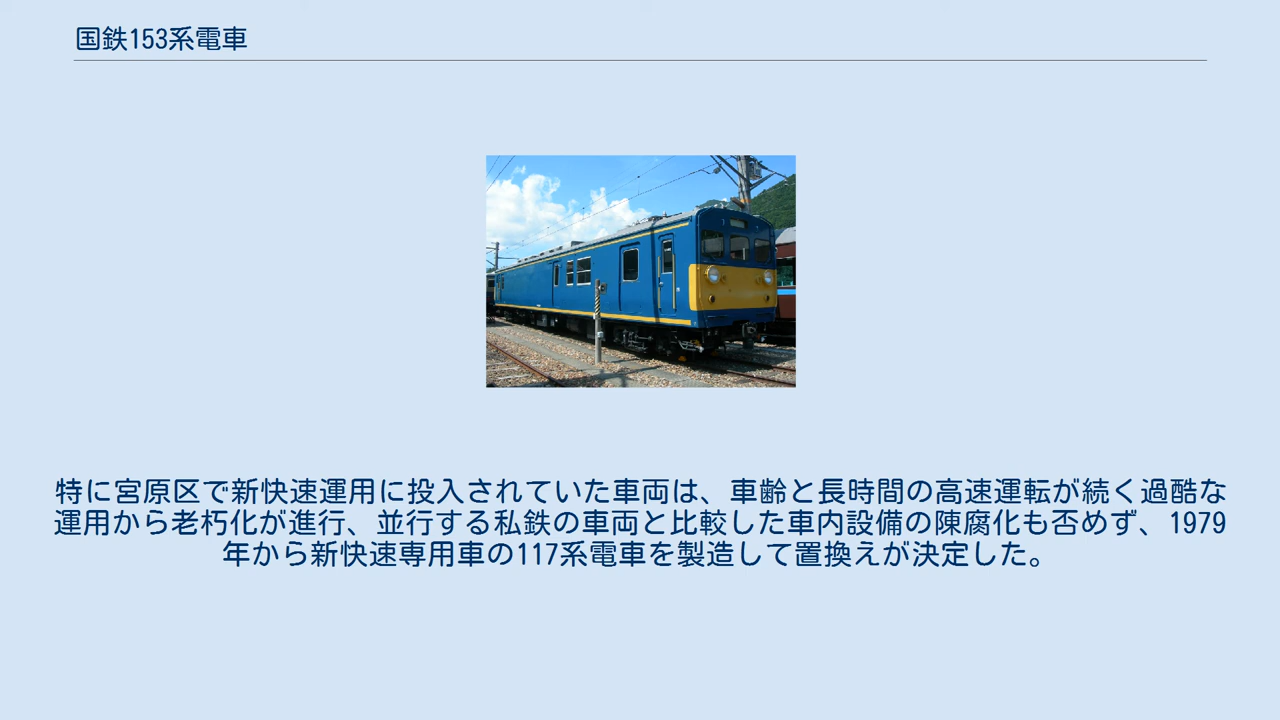 国鉄153系電車
特に宮原区で新快速運用に投入されていた車両は、車齢と長時間の高速運転が続く過酷な
運用から老朽化が進行、並行する私鉄の車両と比較した車内設備の陳腐化も否めず、1979
年から新快速専用車の117系電車を製造して置換えが決定した。